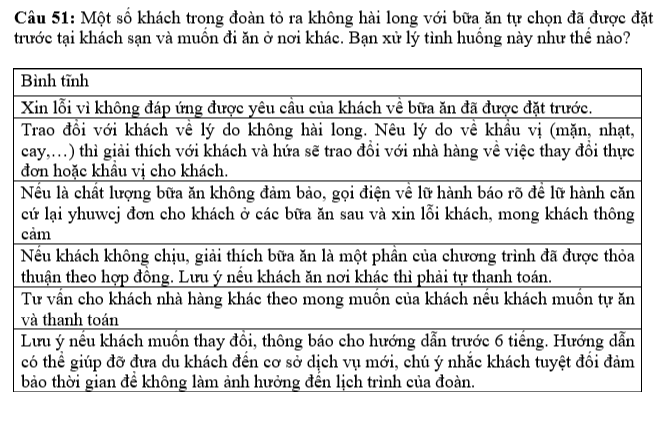 Câu 51: Một số khách trong đoàn tỏ ra không hài long với bữa ăn tự chọn đã được đặt
trước tại khách sạn và muốn đi ăn ở nơi khác. Bạn xử lý tình huống này như thế nào?
Bình tĩnh
Xin lỗi vì không đáp ứng được yêu cầu của khách về bữa ăn đã được đặt trước.
Trao đổi với khách về lý do không hài long. Nêu lý do về khẩu vị (mặn, nhạt,
cay,…) thì giải thích với khách và hứa sẽ trao đổi với nhà hàng về việc thay đổi thực
đơn hoặc khẩu vị cho khách.
Nếu là chất lượng bữa ăn không đảm bảo, gọi điện về lữ hành báo rõ để lữ hành căn
cứ lại yhuwcj đơn cho khách ở các bữa ăn sau và xin lỗi khách, mong khách thông
cảm
Nếu khách không chịu, giải thích bữa ăn là một phần của chương trình đã được thỏa
thuận theo hợp đồng. Lưu ý nếu khách ăn nơi khác thì phải tự thanh toán.
Tư vấn cho khách nhà hàng khác theo mong muốn của khách nếu khách muốn tự ăn
và thanh toán
Lưu ý nếu khách muốn thay đổi, thông báo cho hướng dẫn trước 6 tiếng. Hướng dẫn
có thể giúp đỡ đưa du khách đến cơ sở dịch vụ mới, chú ý nhắc khách tuyệt đối đảm
bảo thời gian để không làm ảnh hưởng đến lịch trình của đoàn.